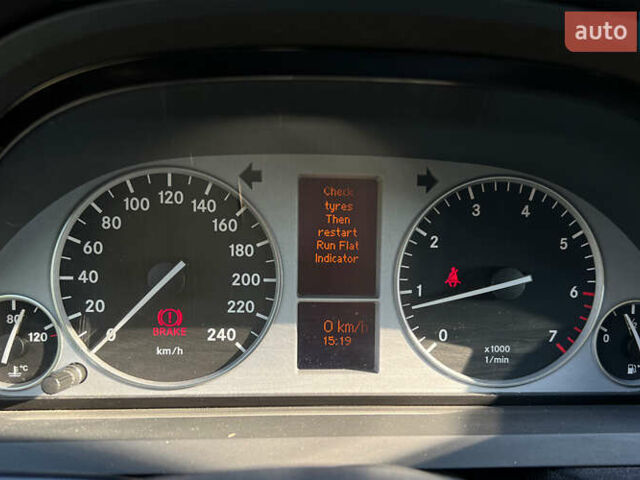 auto
Check
tyres
Then
restart
Run Flat
Indicator
0 km/h
15:19
0
20
40
60
80
100
120
140
160
180
200
220
240
BRAKE
km/h
0
1
2
3
4
5
6
7
x1000
1/min
80
120
°C
0